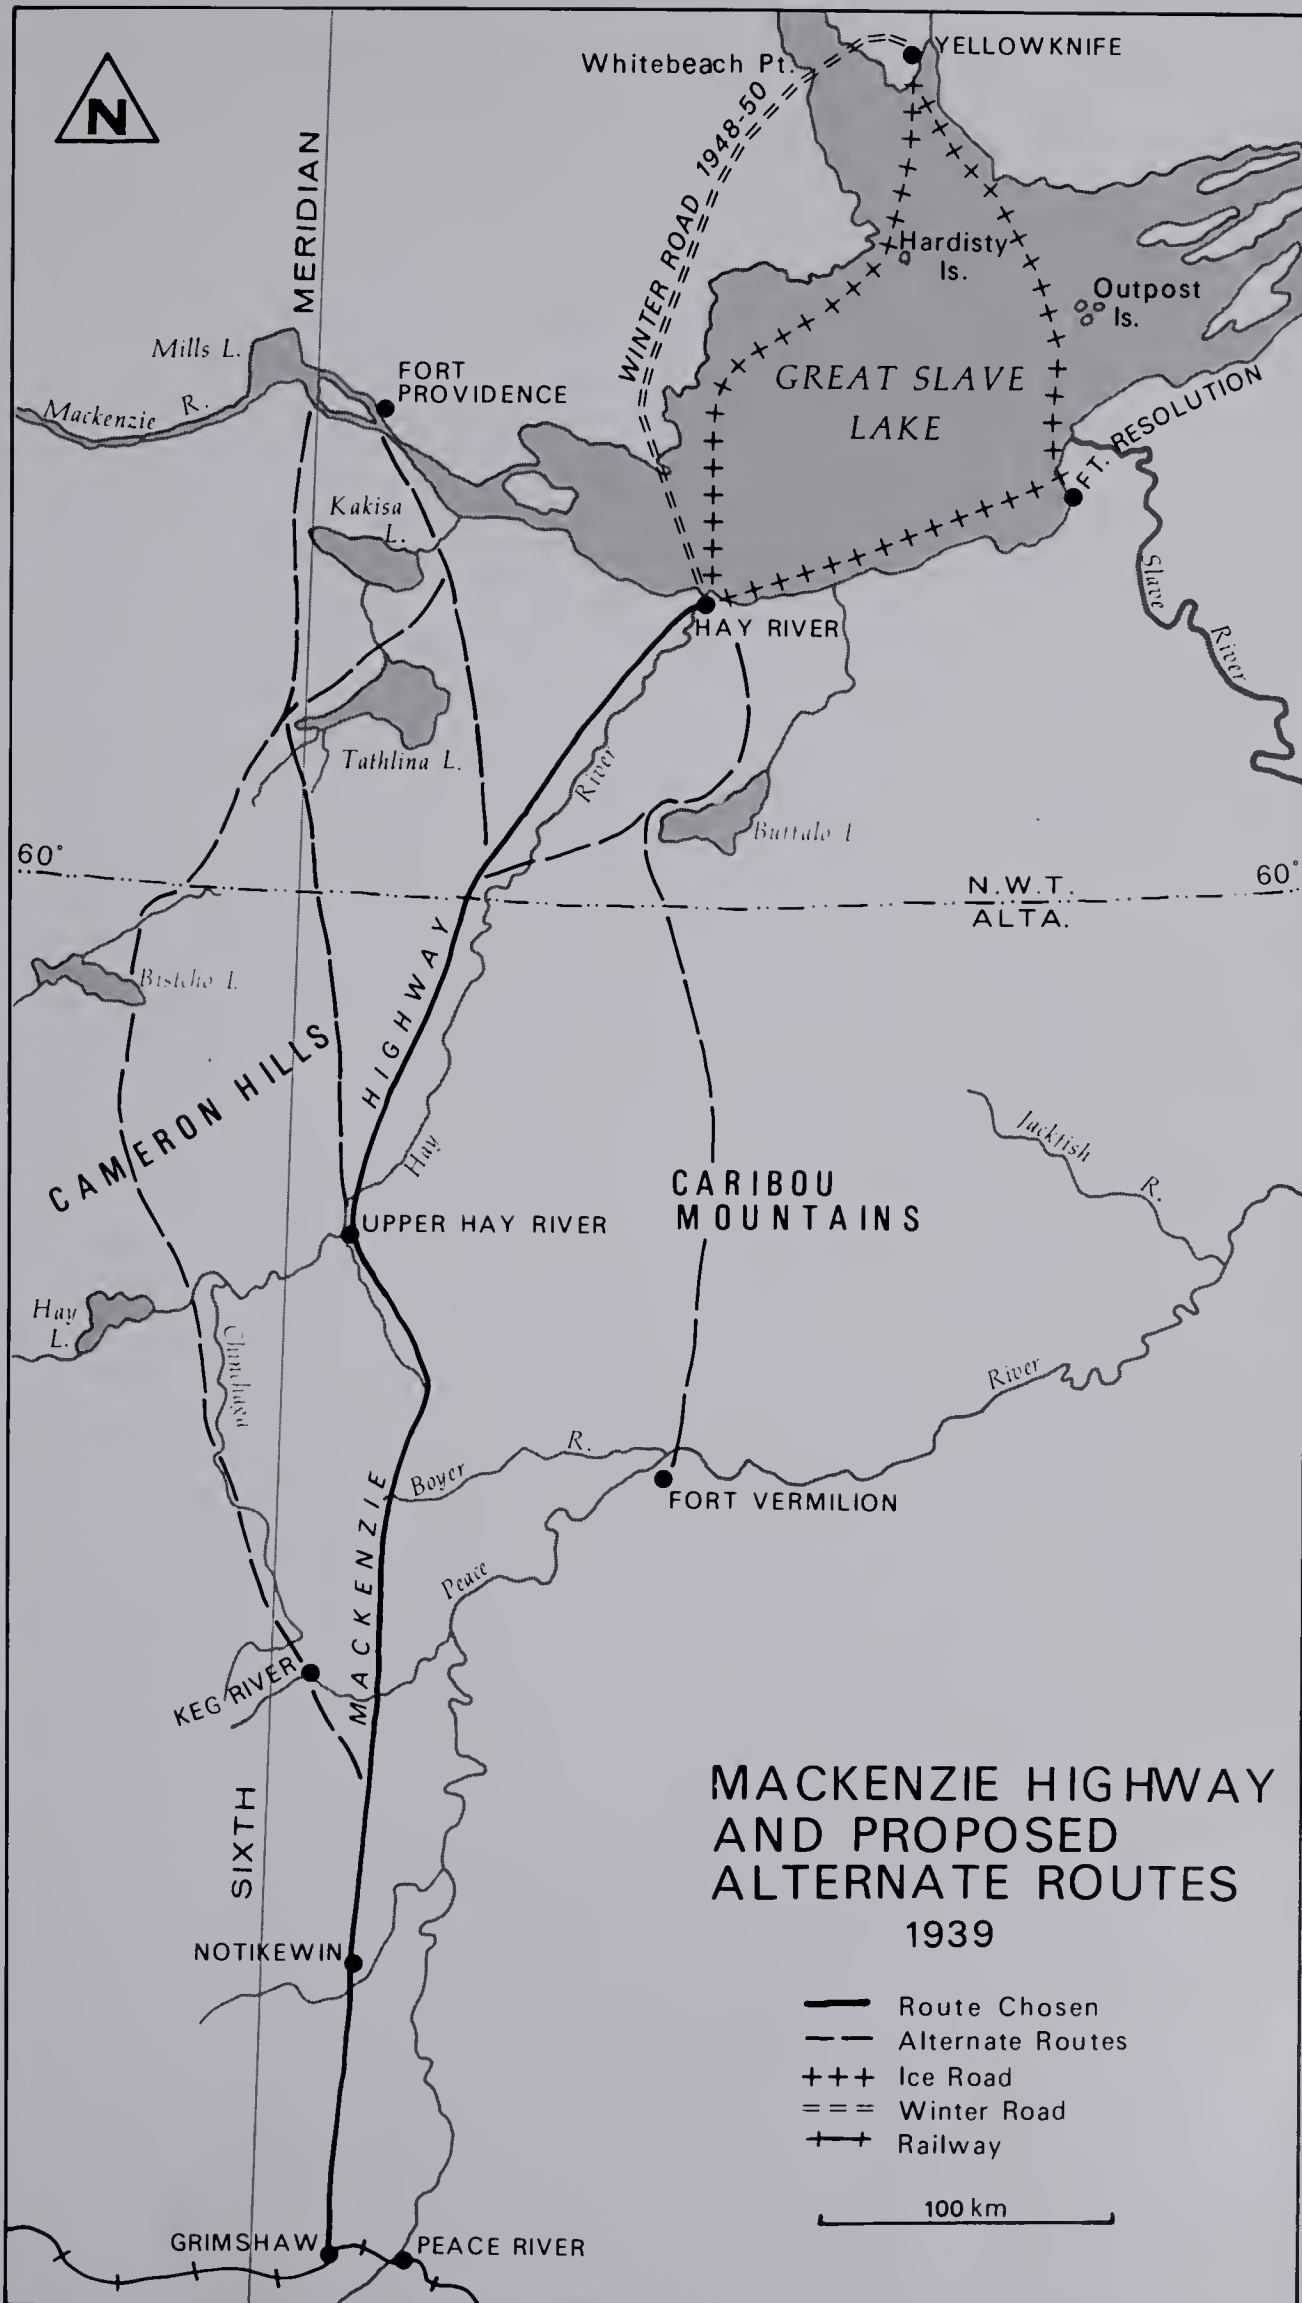 YELLOWKNIFE
Whitebeach Pt.
N
WINTER ROAD 1948-50
MERIDIAN
Hardisty
Is.
Outpost
Is.
Mills L.
FORT
PROVIDENCE
GREAT SLAVE
LAKE
Mackenzie R.
FT. RESOLUTION
Kakisa
L.
Slave
River
HAY RIVER
Tathlina L.
River
Buffalo L
60°
60°
N.W.T.
ALTA.
Bistcho L
HIGHWAY
CAMERON HILLS
Hay
Jackfish
R.
CARIBOU
MOUNTAINS
UPPER HAY RIVER
Hay
L.
Chinchaga
River
R.
Boyer
FORT VERMILION
MACKENZIE
Peace
KEG RIVER
SIXTH
MACKENZIE HIGHWAY
AND PROPOSED
ALTERNATE ROUTES
1939
NOTIKEWIN
Route Chosen
Alternate Routes
+++ Ice Road
=== Winter Road
Railway
100 km
GRIMSHAW
PEACE RIVER